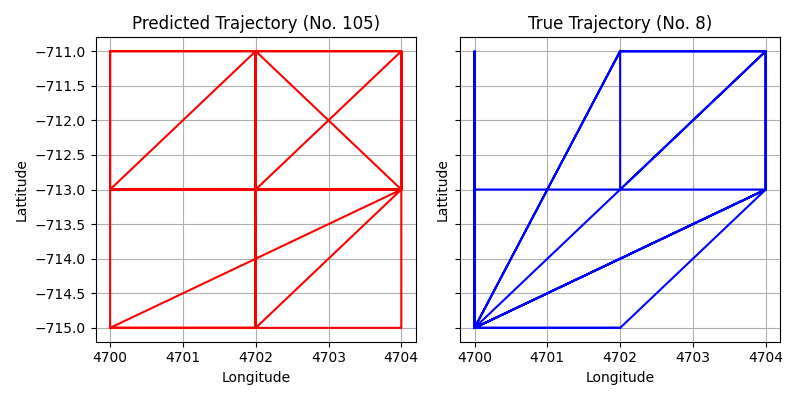 Predicted Trajectory (No. 105)
True Trajectory (No. 8)
−711.0
−711.5
−712.0
−712.5
−713.0
−713.5
−714.0
−714.5
−715.0
Lattitude
Lattitude
4700 4701 4702 4703 4704
4700 4701 4702 4703 4704
Longitude
Longitude